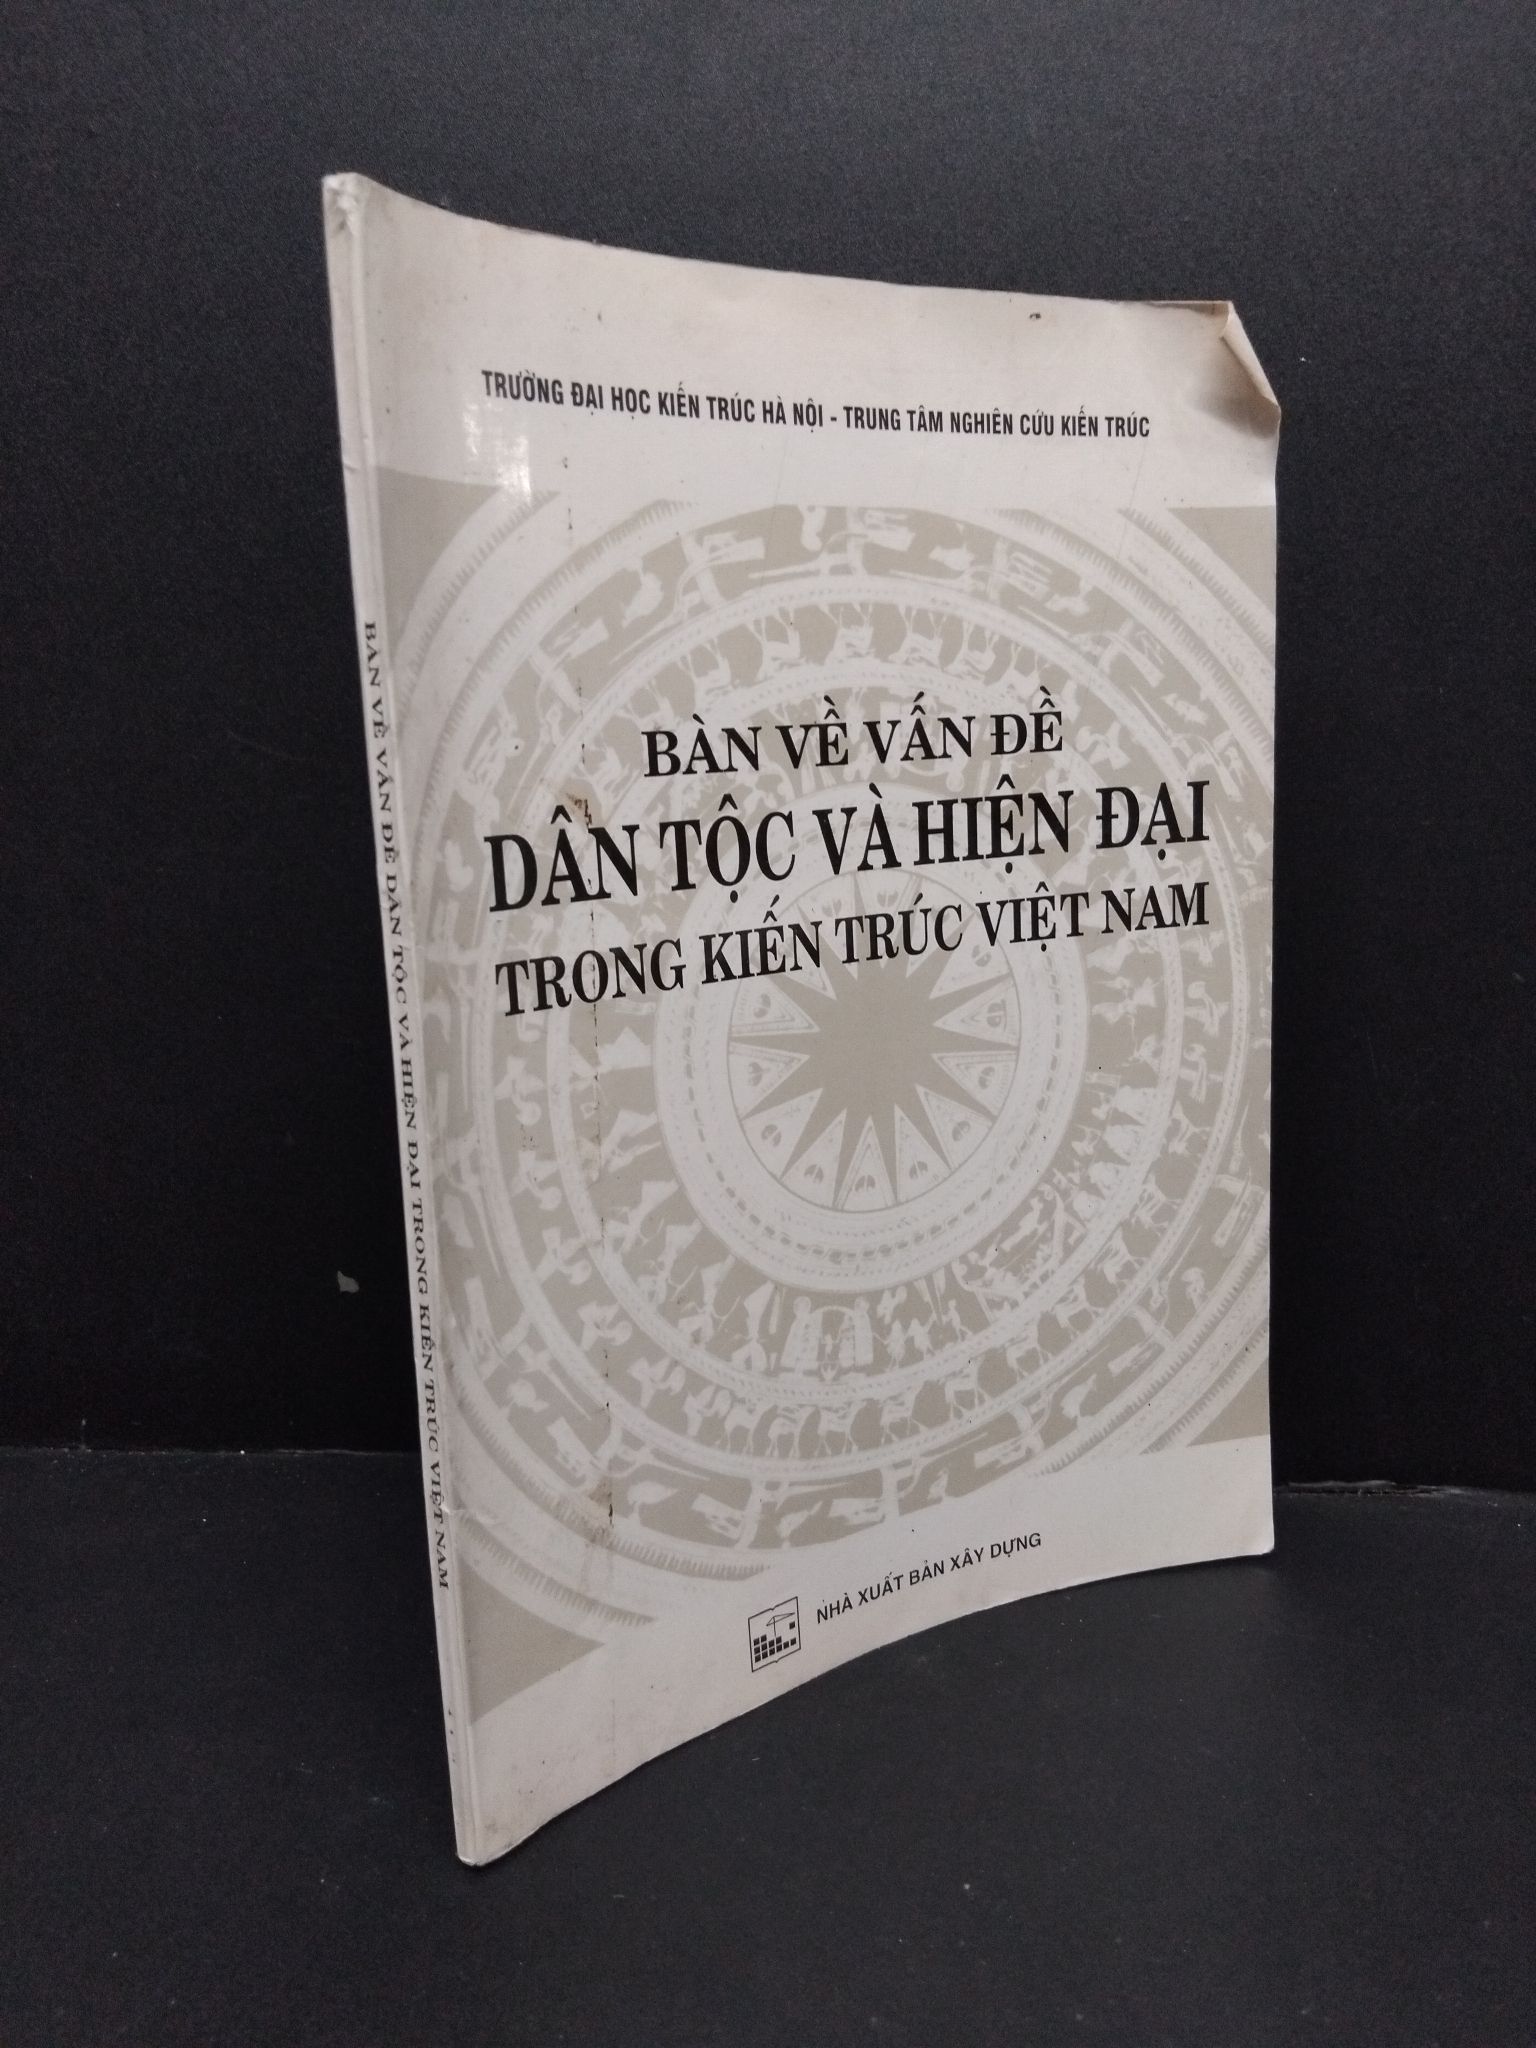 TRƯỜNG ĐẠI HỌC KIẾN TRÚC HÀ NỘI - TRUNG TÂM NGHIÊN CỨU KIẾN TRÚC
BÀN VỀ VẤN ĐỀ
DÂN TỘC VÀ HIỆN ĐẠI
TRONG KIẾN TRÚC VIỆT NAM
NHÀ XUẤT BẢN XÂY DỰNG
BÀN VỀ VẤN ĐỀ DÂN TỘC VÀ HIỆN ĐẠI TRONG KIẾN TRÚC VIỆT NAM